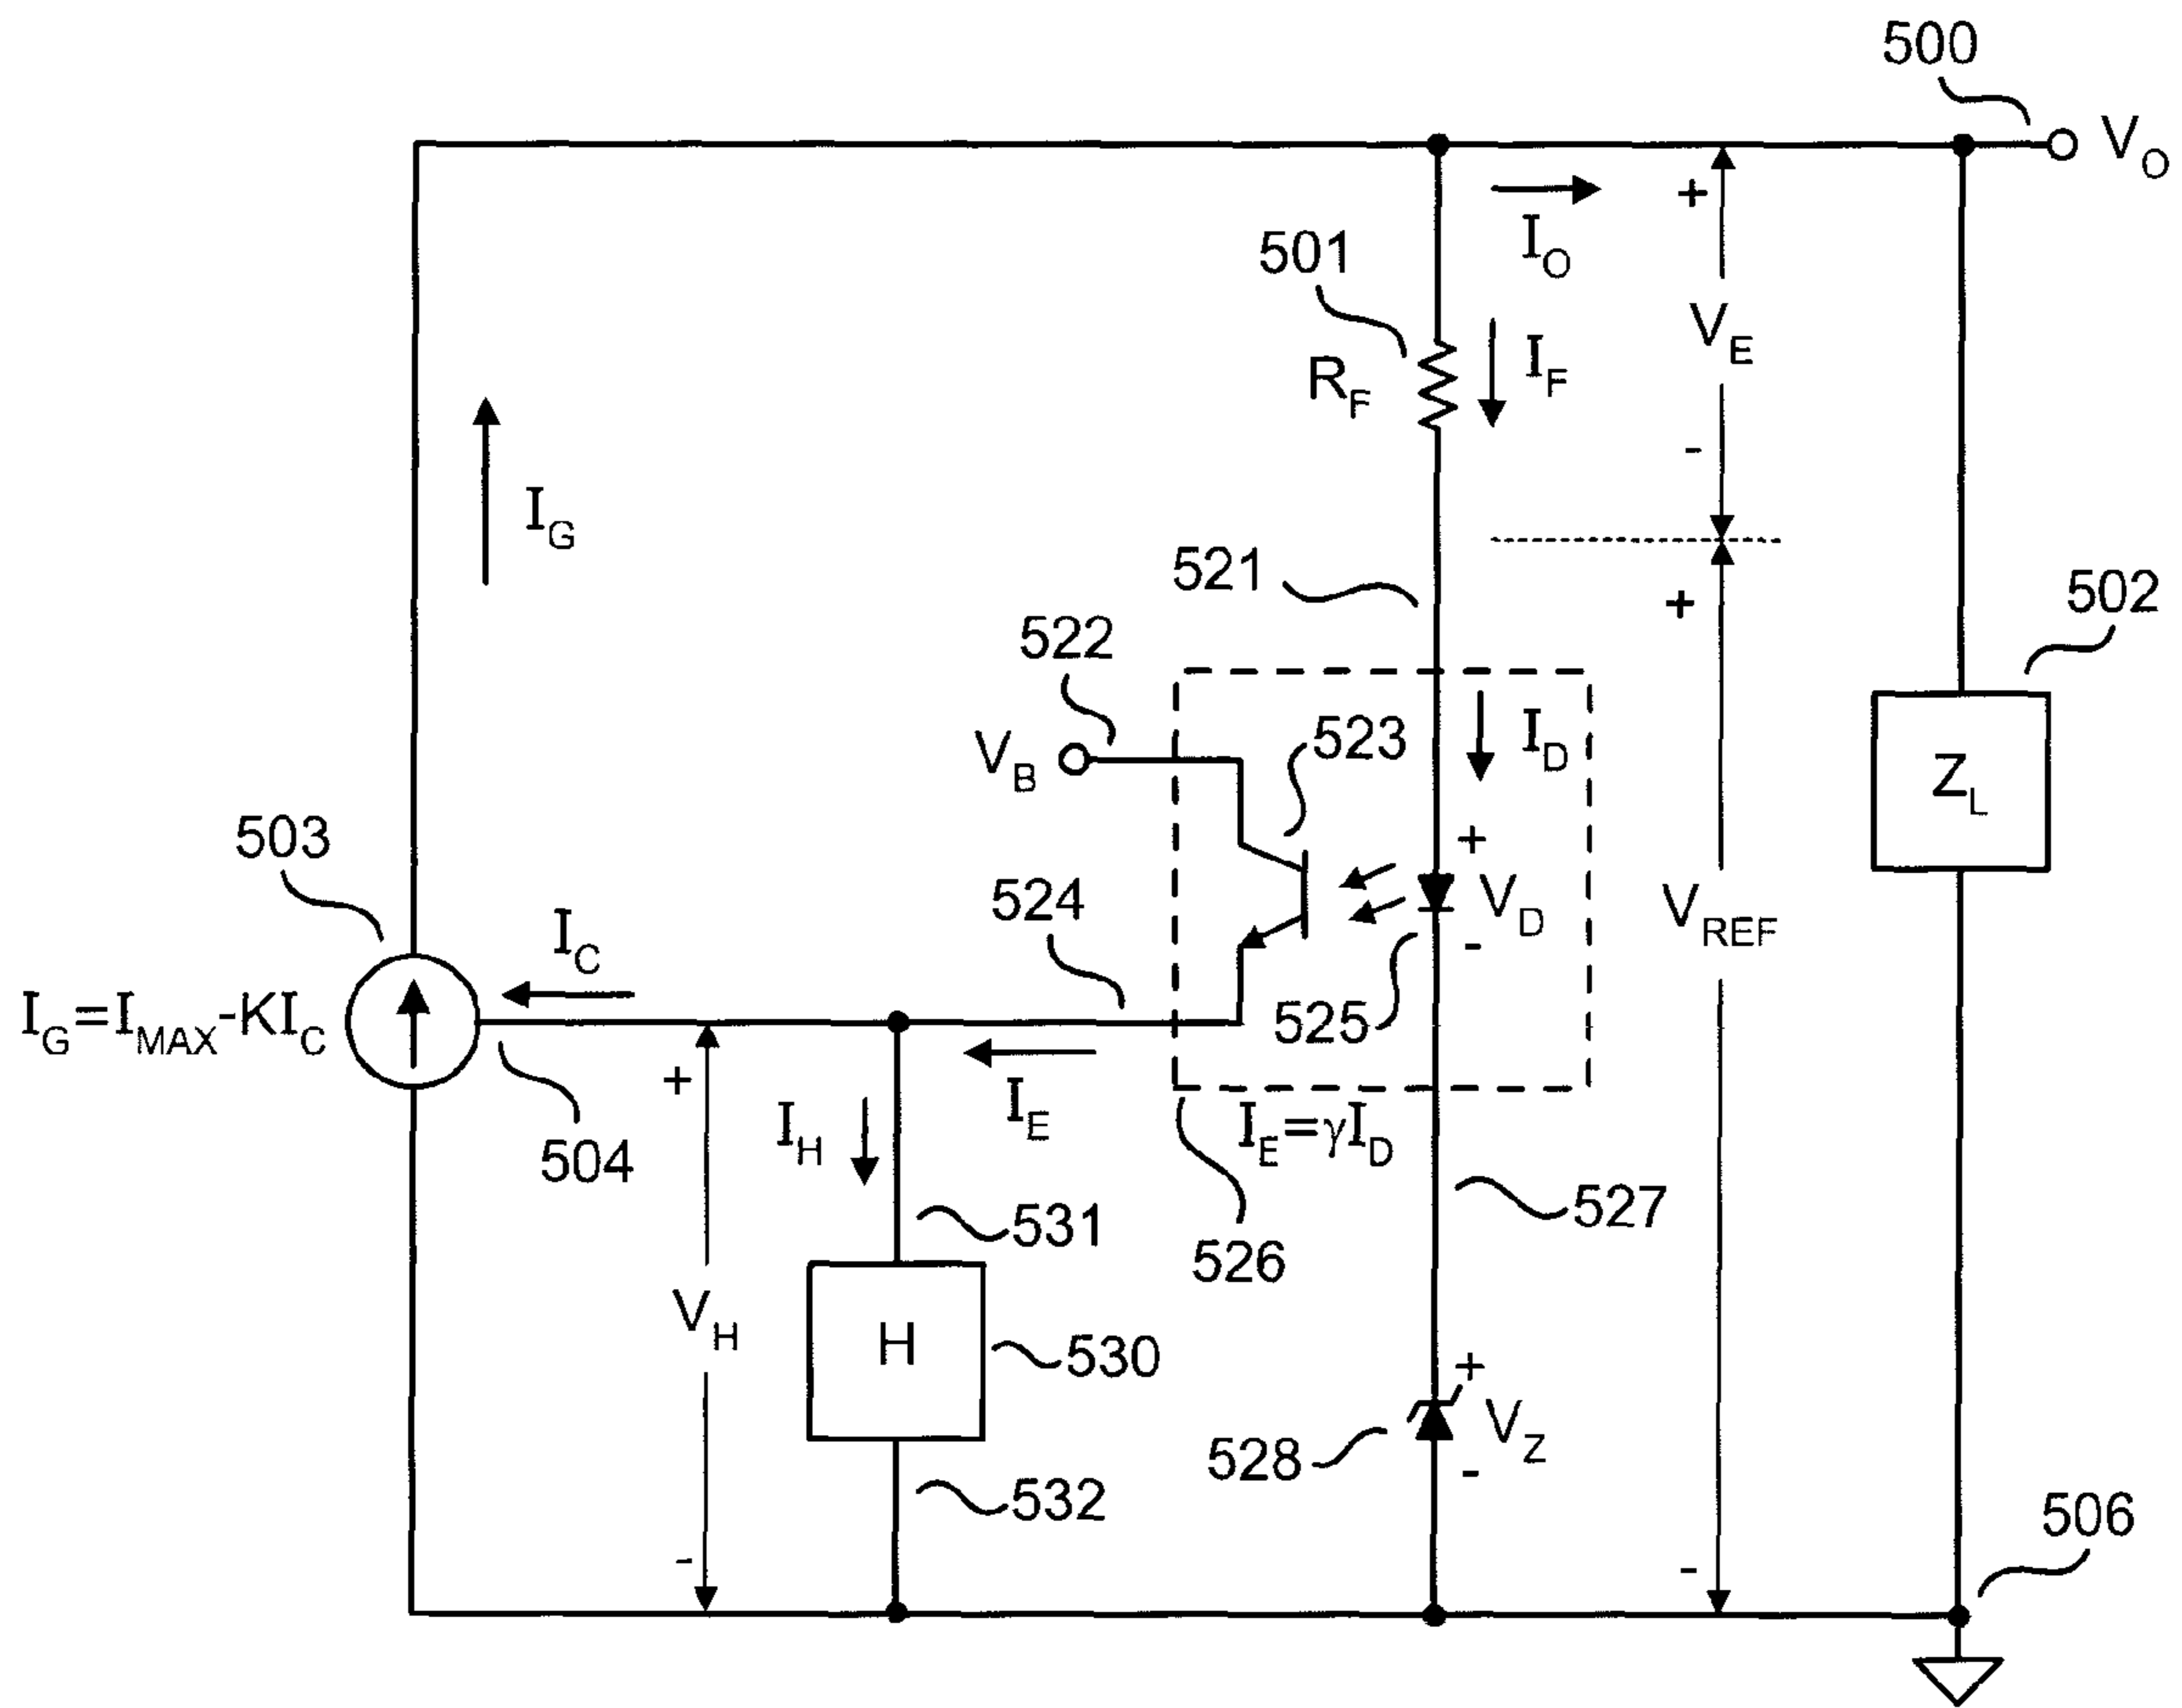 500
V_O
+
I_O
501
V_E
R_F
I_F
-
I_G
521
+
502
522
523
I_D
V_B
Z_L
503
+
524
V_D
V_REF
I_C
-
525
I_G=I_MAX-KI_C
+
I_H
I_E
I_E=γI_D
504
527
531
526
V_H
H
530
+
V_Z
528
-
532
506
-
-